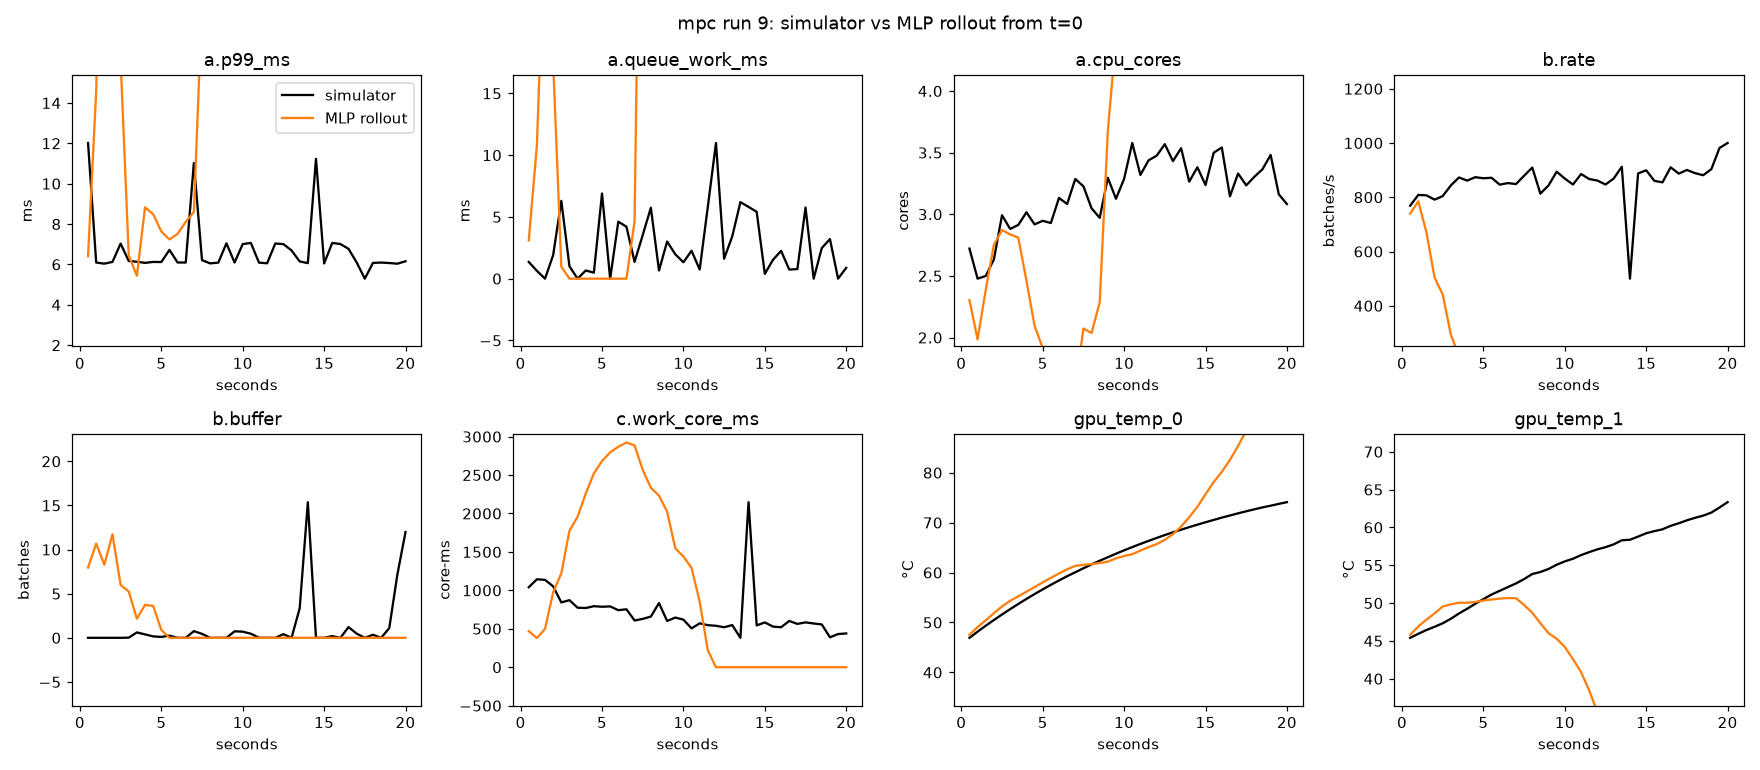 mpc run 9: simulator vs MLP rollout from t=0
a.p99_ms
14
12
10
8
6
4
2
ms
simulator
MLP rollout
0 5 10 15 20
seconds
a.queue_work_ms
15
10
5
0
−5
ms
0 5 10 15 20
seconds
a.cpu_cores
4.0
3.5
3.0
2.5
2.0
cores
0 5 10 15 20
seconds
b.rate
1200
1000
800
600
400
batches/s
0 5 10 15 20
seconds
b.buffer
20
15
10
5
0
−5
batches
0 5 10 15 20
seconds
c.work_core_ms
3000
2500
2000
1500
1000
500
0
−500
core-ms
0 5 10 15 20
seconds
gpu_temp_0
80
70
60
50
40
°C
0 5 10 15 20
seconds
gpu_temp_1
70
65
60
55
50
45
40
°C
0 5 10 15 20
seconds